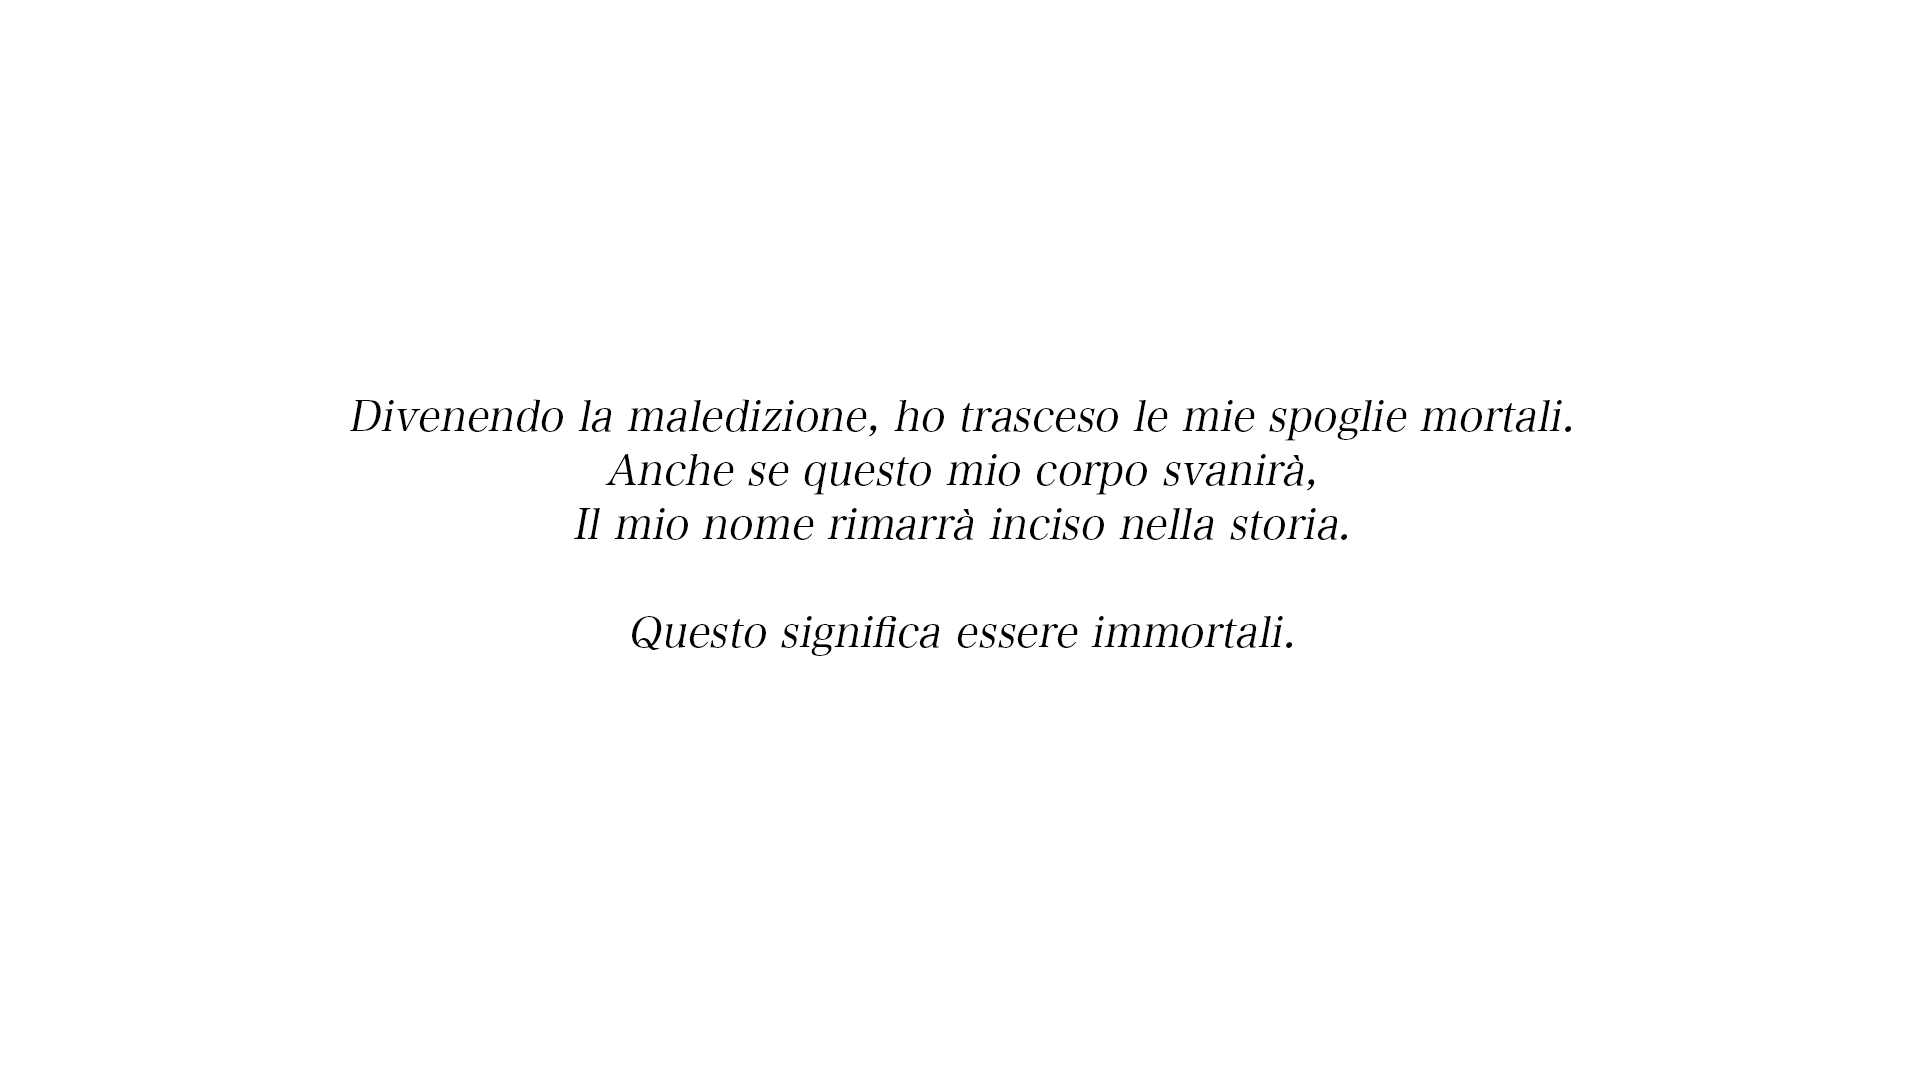 Divenendo la maledizione, ho trasceso le mie spoglie mortali.
Anche se questo mio corpo svanirà,
Il mio nome rimarrà inciso nella storia.
Questo significa essere immortali.